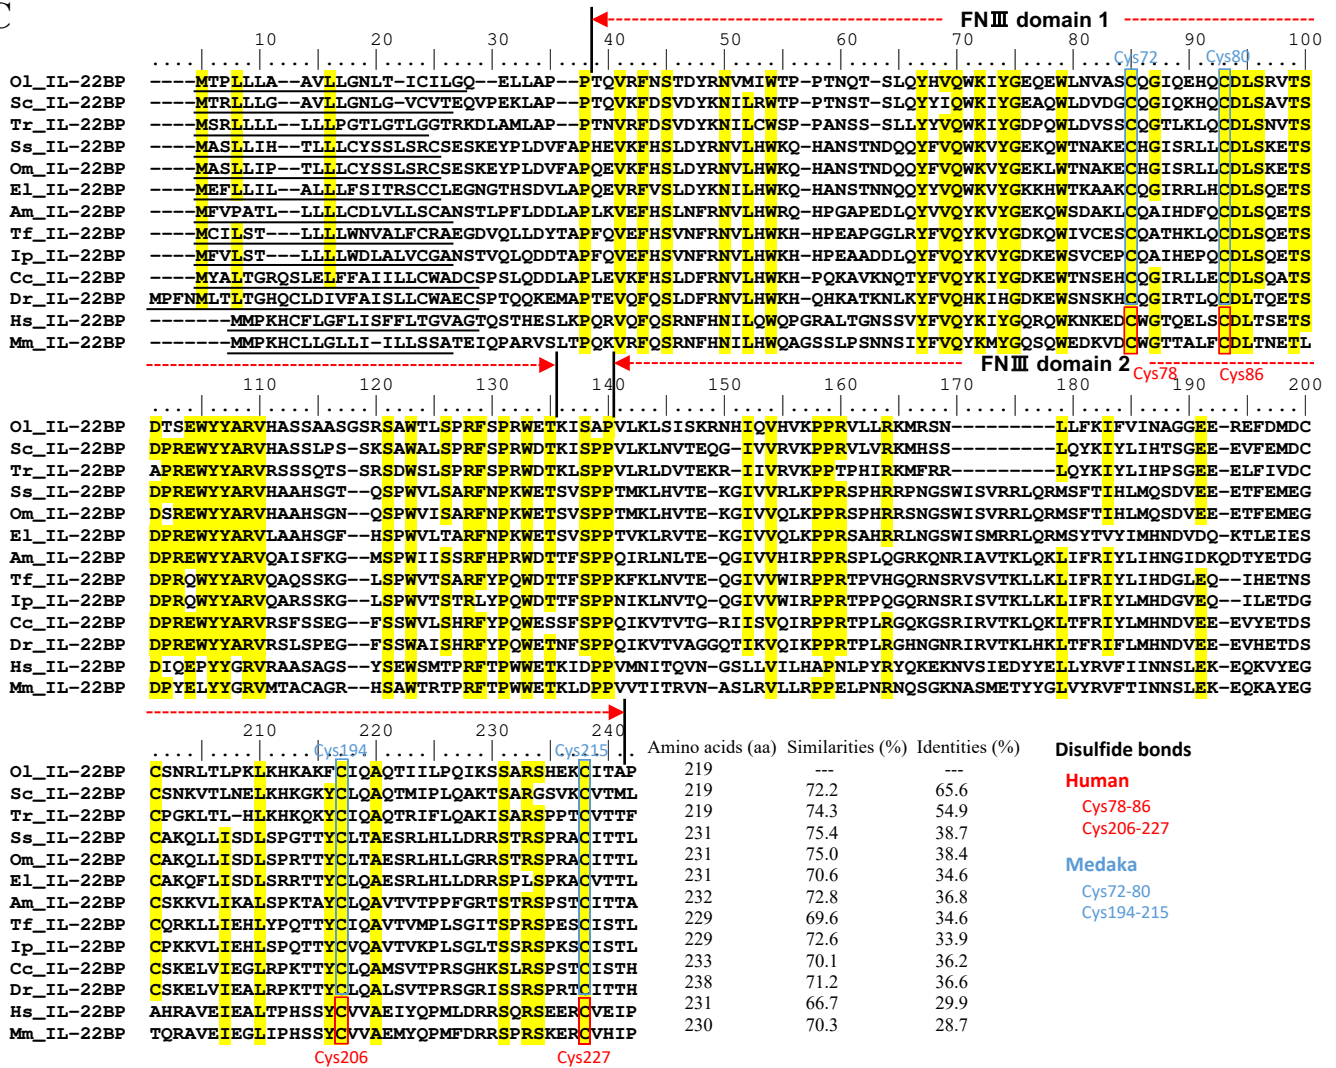 C
FNⅢ domain 1
10 20 30 40 50 60 70 80 90 100
Cys72 Cys80
Ol_IL-22BP ----MTPLLLA--AVLLGNLT-ICILGQ--ELLAP--PTQVRFNSTDYRNVMIWTP-PTNQT-SLQYHVQWKIYGEQEWLNVASCQGIQEHQCDLSRVTS
Sc_IL-22BP ----MTRLLLG--AVLLGNLG-VCVTEQVPEKLAP--PTQVKFDSVDYKNILRWTP-PTNST-SLQYYIQWKIYGEAQWLDVDGCQGIQKHQCDLSAVTS
Tr_IL-22BP ----MSRLLLL--LLLPGTLGTLGGTRKDLAMLAP--PTNVRFDSVDYKNILCWSP-PANSS-LLYYVQWKIYGDPQWLDVSSCQGTLKLQCDLSNVTS
Ss_IL-22BP ----MASLLIH--TLLLCYSSLSRCSESKEYPLDVFAPHEVKFHSLDYRNVLHWKQ-HANSTNDQQYFVQWKIYGEKQWTNAKECHGISRLLCDLSKETS
Om_IL-22BP ----MASLLIP--TLLLCYSSLSRCSESKEYPLDVFAPQEVKFHSLDYRNVLHWKQ-HANSTNDQQYFVQWKVYGEKLWTNAKECHGISRLLCDLSKETS
El_IL-22BP ----MEFLLIL--ALLLFSITRSCCLEGNGTHSDVLAPQEVRFVSLDYKNILHWKQ-HANSTNNQQYYVQWKVYGKKHWTKAAKCQGIRRLHCDLSQETS
Am_IL-22BP ----MFVPATL--LLLLCDLVLLSCANSTLPFLDDLAPLKVEFHSLNFRNVLHWRQ-HPGAPEDLQYVVQYKVYGEKQWSDAKLCQAIHDFQCDLSQETS
Tf_IL-22BP ----MCILST---LLLLWNVALFCRAEGDVQLLDYTAPFQVEFHSVNFRNVLHWKP-HPEAPGGLRYFVQYKVYGDKQWIVCESCQATHKLQCDLSQETS
Ip_IL-22BP ----MFVLST---LLLLWDLALVCGANSTVQLQDDTAPFQVEFHSVNFRNVLHWKP-HPEAADDLQYFVQYKVYGDKEWSVCEPCQAIHEPQCDLSQETS
Cc_IL-22BP ----MYALTGRQSLELFFAIILLCWADCSPSLQDDLAPLEVKFHSLDFRNVLHWKH-PQKAVKNQTYFVQYKVYGDKEWTNSEHCQGIRLLECDLSQATS
Dr_IL-22BP MPFNMLTLTGHQCLDIVFAISLLCWAECSPTQQKEMAPTEVQFQSLDFRNVLHWKH-QHKATKNLKYFVQHKIHGDKEWSNSKHCQGIRTLQCDLTQETS
Hs_IL-22BP -------MMPKHCFLGFLISFFLTGVAGTQSTHESLKPQRVQFQSRNFHNILQWQPGRALTGNSSVYFVQYKIYGQRQWKNKEDCWGTQELSCDLTSETS
Mm_IL-22BP -------MMPKHCLLGLLI-ILLSSATEIQPARVSLTPQKVRFQSRNFHNILHWQAGSSLPSNNSIYFVQYKMYGQSQWEDKVDCWGTTALFCDLTNETL
FNⅢ domain 2 Cys78 Cys86
110 120 130 140 150 160 170 180 190 200
Ol_IL-22BP DTSEWYYARVHASSAASGSRSAWTLSPRFSPRWETKISAPVLKLSISKRNHIQVHVKPPRVLLRKMRSN---------LLFKIFVINAGGEE-REFDMDC
Sc_IL-22BP DPREWYYARVHASSLPSS-SKSAWALSPRFSPRWDTKISPPVLKLNVTKQG-IVVRVKPPRVLVRKMHSS---------LQYKIYLIHTSGEE-EVFEMDC
Tr_IL-22BP APREWYYARVRSSSQTS-SRSDWSLSPRFSPRWDTKLSPPVLRLDVTEKR-IIVRVKPPTPHIRKMFRR---------LQYKIYLIHPSGEE-ELFIVDC
Ss_IL-22BP DPREWYYARVHAAHSGT--QSPWVLSARFNPKWETSVSPPTMKLHVTE-KGIVVRLKPPRSPHRRPNGSWISVRRLQRMSFTIHLMQSDVEE-ETFEMEG
Om_IL-22BP DSREWYYARVHAAHSGN--QSPWVISARFNPKWETSVSPPTMKLHVTE-KGIVVQLKPPRSPHRRSNGSWISVRRLQRMSFTIHLMQSDVEE-ETFEMEG
El_IL-22BP DPREWYYARVLAAHSGF--HSPWVLTARFNPKWETSVSPPTVKLRVTE-KGIVVQLKPPRSAHRRLNGSWISMRRLQRMSYTVYIMHNDVDQ-KTLEIES
Am_IL-22BP DPREWYYARVQAISFKG--MSPWIISSRFHPRWDTTFSPPQIRLNLTE-QGIVVHIRPPRSPLQGRKQNRIAVTKLQKLIFRIYLIHNGIDKQDTYETDG
Tf_IL-22BP DPRQWYYARVQAQSSKG--LSPWVTSARFYPQWDTTFSPPKFKLNVTE-QGIVVWIRPPRTPVHGQRNSRVSVTKLLKLIFRIYLIHDGLEQ--IHETNS
Ip_IL-22BP DPRQWYYARVQARSSKG--LSPWVTSTRLYPQWDTTFSPPNIKLNVTQ-QGIVVWIRPPRTPPQGQRNSRISVTKLLKLIFRIYLMHDGVEQ--ILETDG
Cc_IL-22BP DPREWYYARVRSFSSEG--FSSWVLSHRFYPQWESSFSPPQIKVTVTG-RIISVQIRPPRTPLRGQKGSRIRVTKLQKLTFRIYLMHDDVEE-EVYETDS
Dr_IL-22BP DPREWYYARVRSLSPEG--FSSWAISHRFYPQWETNFSPPQIKVTVAGGQTIKVQIKPPRTPLRGHNGNRIRVTKLHKLTFRIFLMHDDVEE-EVHETDS
Hs_IL-22BP DIQEPYYGRVRAASAGS--YSEWSMTPRFTPWWETKIDPPVMNITQVN-GSLLVILHAPNLPYRYQKEKNVSIEDYYELLYRVFIINNSLEK-EQKVYEG
Mm_IL-22BP DPYELYYGRVMTACAGR--HSAWTRTPRFTPWWETKLDPPVVTITRVN-ASLRVLLRPPELPNRNQSGKNASMETYYGLVYRVFTINNSLEK-EQKAYEG
210 220 230 240
Cys194 Cys215
Amino acids (aa) Similarities (%) Identities (%)
Ol_IL-22BP CSNRLTLPKLKHKAKFCIQAQTIILPQIKSSARSHEKCITAP 219 --- ---
Sc_IL-22BP CSNKVTLNELKHKGKYCLQAQTMIPLQAKTSARGSVKCVTML 219 72.2 65.6
Tr_IL-22BP CPGKLTL-HLKHKQKYCIQAQTRIFLQAKISARSPPTCVTTF 219 74.3 54.9
Ss_IL-22BP CAKQLLISDLSPGTTYCLTAESRLHLLDRRSTRSPRACITTL 231 75.4 38.7
Om_IL-22BP CAKQLLISDLSPRTTYCLTAESRLHLLGRRSTRSPRACITTL 231 75.0 38.4
El_IL-22BP CAKQFLISDLSRRTTYCLQAESRLHLLDRRSPLSPKACVTTL 231 70.6 34.6
Am_IL-22BP CSKKVLIKALSPKTAYCLQAVTVTPPFGRTSTRSPSTCITTA 232 72.8 36.8
Tf_IL-22BP CQRKLLIEHLYPQTTYCIQAVTVMPLSGITSPRSPESCISTL 229 69.6 34.6
Ip_IL-22BP CPKKVLIEHLSPQTTYCVQAVTVKPLSGLTSSRSPKSCISTL 229 72.6 33.9
Cc_IL-22BP CSKELVIEGLRPKTTYCLQAMSVTPRSGHKSLRSPSTCISTH 233 70.1 36.2
Dr_IL-22BP CSKELVIEALRPKTTYCLQALSVTPRSGRISSRSPRTCITTH 238 71.2 36.6
Hs_IL-22BP AHRAVEIEALTPHSSYCVVAEIYQPMLDRRSQRSEERCVEIP 231 66.7 29.9
Mm_IL-22BP TQRAVEIEGLIPHSSYCVVAEMYQPMFDRRSPRSKERCVHIP 230 70.3 28.7
Cys206 Cys227
Disulfide bonds
Human
Cys78-86
Cys206-227
Medaka
Cys72-80
Cys194-215